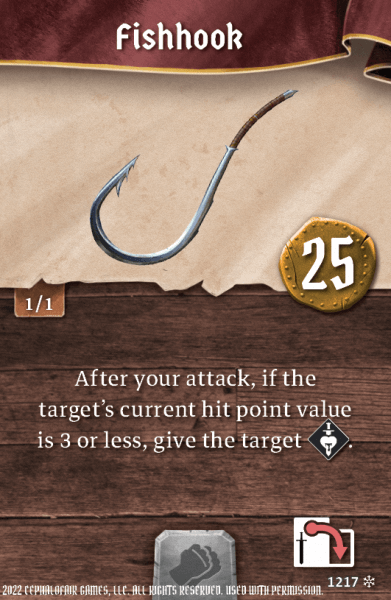 Fishhook
25
1/1
After your attack, if the
target's current hit point value
is 3 or less, give the target .
1217
2022 CEPHALOFAIR GAMES, LLC. ALL RIGHTS RESERVED. USED WITH PERMISSION.